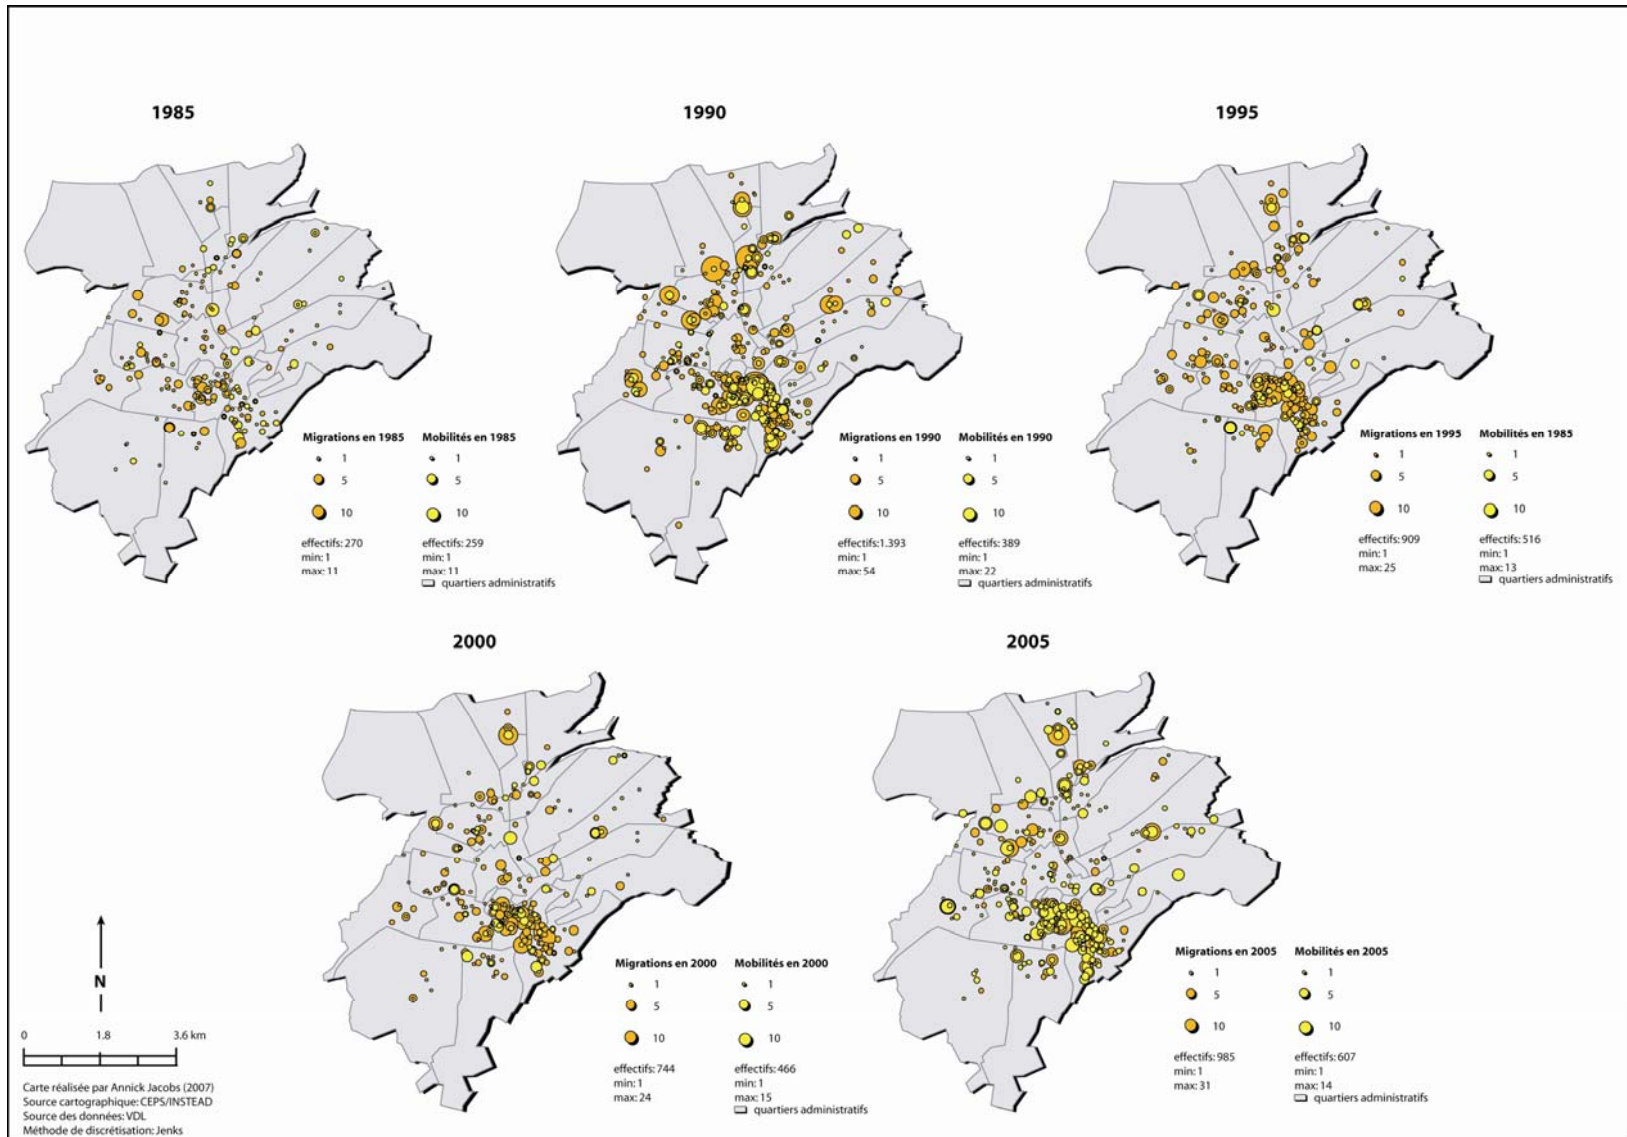 1985
1990
1995
Migrations en 1985
Mobilités en 1985
1
1
5
5
10
10
effectifs: 270
effectifs: 259
min: 1
min: 1
max: 11
max: 11
quartiers administratifs
Migrations en 1990
Mobilités en 1990
1
1
5
5
10
10
effectifs: 1.393
effectifs: 389
min: 1
min: 1
max: 54
max: 22
quartiers administratifs
Migrations en 1995
Mobilités en 1985
1
1
5
5
10
10
effectifs: 909
effectifs: 516
min: 1
min: 1
max: 25
max: 13
quartiers administratifs
2000
2005
Migrations en 2000
Mobilités en 2000
1
1
5
5
10
10
effectifs: 744
effectifs: 466
min: 1
min: 1
max: 24
max: 15
quartiers administratifs
Migrations en 2005
Mobilités en 2005
1
1
5
5
10
10
effectifs: 985
effectifs: 607
min: 1
min: 1
max: 31
max: 14
quartiers administratifs
N
0 1.8 3.6 km
Carte réalisée par Annick Jacobs (2007)
Source cartographique: CEPS/INSTEAD
Source des données: VDL
Méthode de discrétisation: Jenks